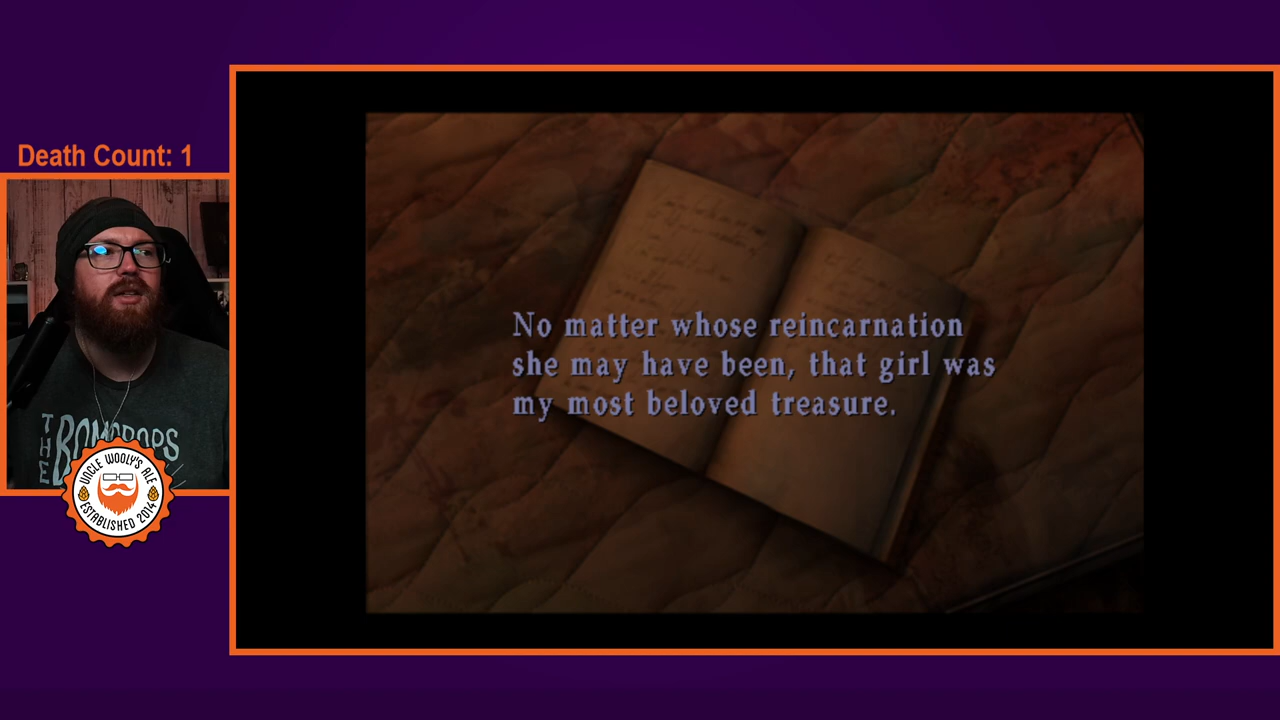 Death Count: 1
No matter whose reincarnation
she may have been, that girl was
my most beloved treasure.
THE
BOMBPOPS
UNCLE WOOLY'S ALE
ESTABLISHED 2014